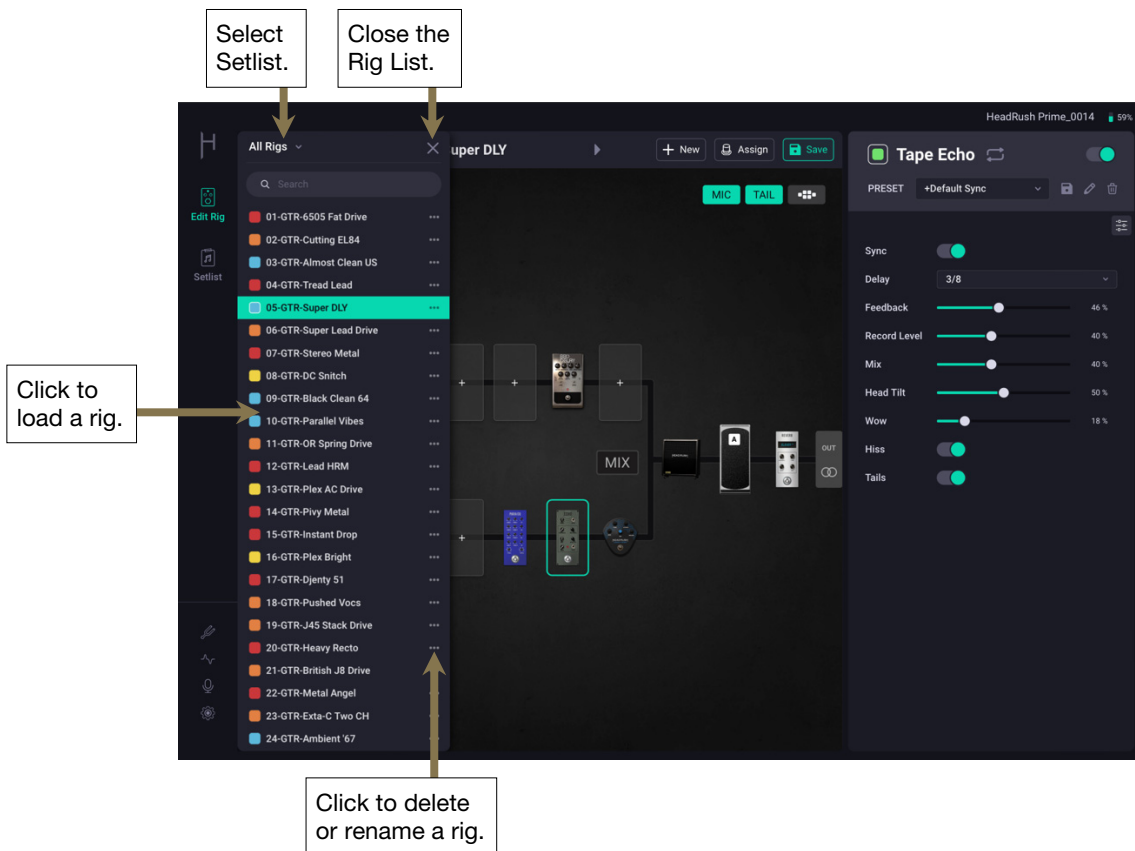 Select
Setlist.
Close the
Rig List.
HeadRush Prime_0014 59%
H
All Rigs
uper DLY
+ New
Assign
Save
Tape Echo
Search
MIC
TAIL
PRESET +Default Sync
Edit Rig
Setlist
01-GTR-6505 Fat Drive
02-GTR-Cutting EL84
03-GTR-Almost Clean US
04-GTR-Tread Lead
05-GTR-Super DLY
06-GTR-Super Lead Drive
07-GTR-Stereo Metal
08-GTR-DC Snitch
09-GTR-Black Clean 64
10-GTR-Parallel Vibes
11-GTR-OR Spring Drive
12-GTR-Lead HRM
13-GTR-Plex AC Drive
14-GTR-Pivy Metal
15-GTR-Instant Drop
16-GTR-Plex Bright
17-GTR-Djenty 51
18-GTR-Pushed Vocs
19-GTR-J45 Stack Drive
20-GTR-Heavy Recto
21-GTR-British J8 Drive
22-GTR-Metal Angel
23-GTR-Exta-C Two CH
24-GTR-Ambient '67
MIX
A
OUT
Sync
Delay 3/8
Feedback 46 %
Record Level 40 %
Mix 40 %
Head Tilt 50 %
Wow 18 %
Hiss
Tails
Click to
load a rig.
Click to delete
or rename a rig.